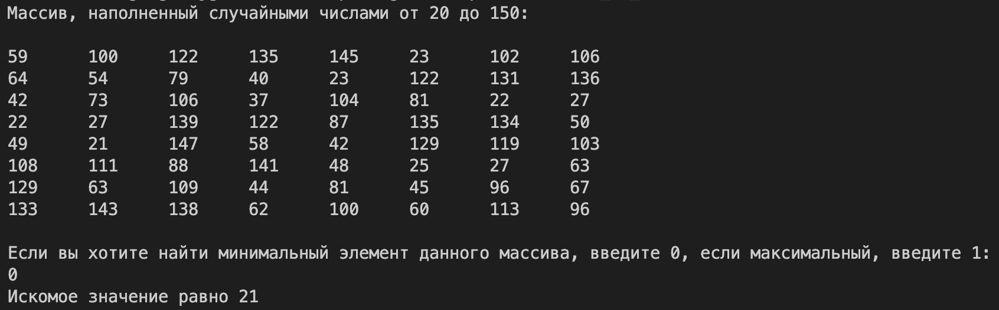 Массив, наполненный случайными числами от 20 до 150:
59 100 122 135 145 23 102 106
64 54 79 40 23 122 131 136
42 73 106 37 104 81 22 27
22 27 139 122 87 135 134 50
49 21 147 58 42 129 119 103
108 111 88 141 48 25 27 63
129 63 109 44 81 45 96 67
133 143 138 62 100 60 113 96
Если вы хотите найти минимальный элемент данного массива, введите 0, если максимальный, введите 1:
0
Искомое значение равно 21